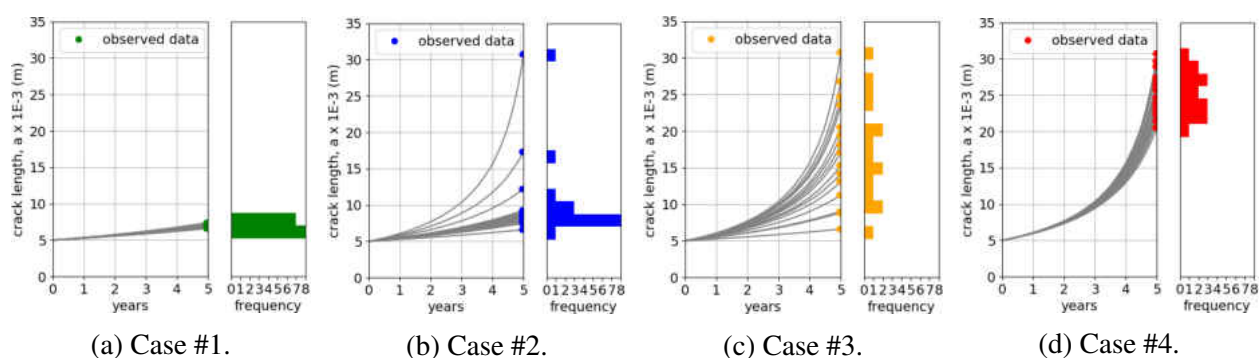 35
30
25
20
15
10
5
0
crack length, a x 1E-3 (m)
observed data
0 1 2 3 4 5
years
012345678
frequency
(a) Case #1.
35
30
25
20
15
10
5
0
crack length, a x 1E-3 (m)
observed data
0 1 2 3 4 5
years
012345678
frequency
(b) Case #2.
35
30
25
20
15
10
5
0
crack length, a x 1E-3 (m)
observed data
0 1 2 3 4 5
years
012345678
frequency
(c) Case #3.
35
30
25
20
15
10
5
0
crack length, a x 1E-3 (m)
observed data
0 1 2 3 4 5
years
012345678
frequency
(d) Case #4.